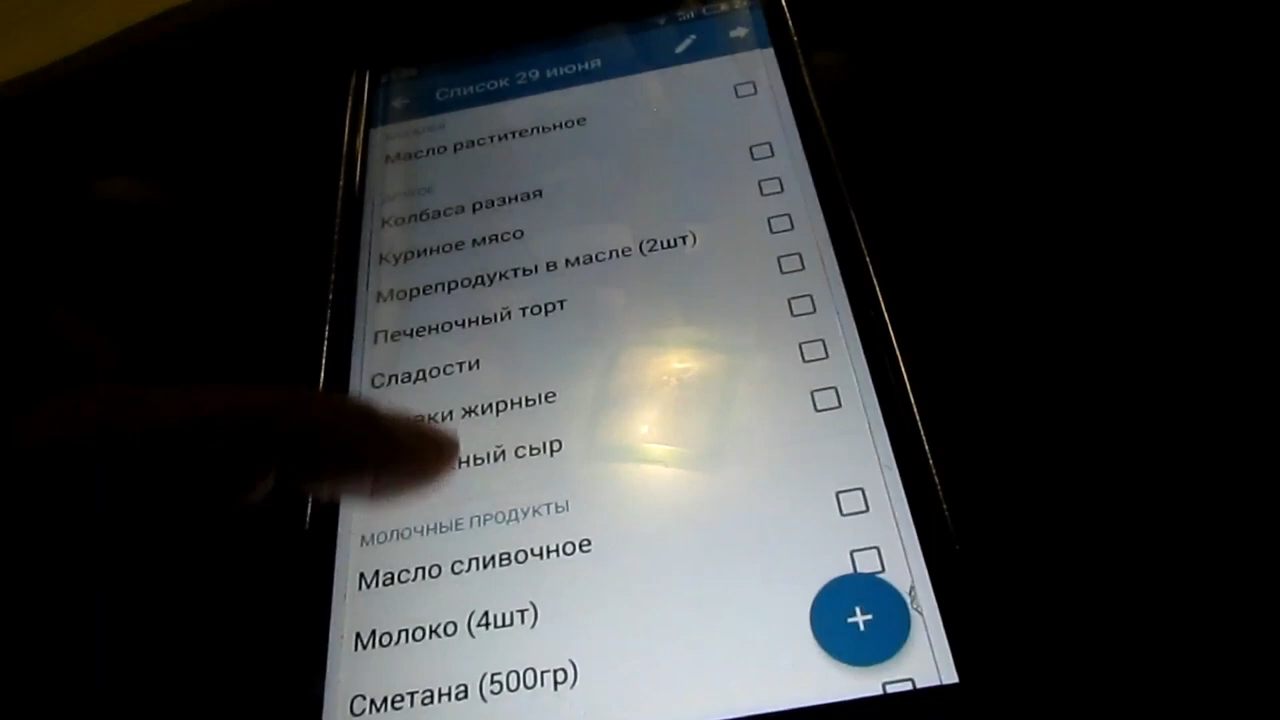 Список 29 июня
Масло растительное
Колбаса разная
Куриное мясо
Морепродукты в масле (2шт)
Печеночный торт
Сладости
жирные
сыр
МОЛОЧНЫЕ ПРОДУКТЫ
Масло сливочное
Молоко (4шт)
Сметана (500гр)